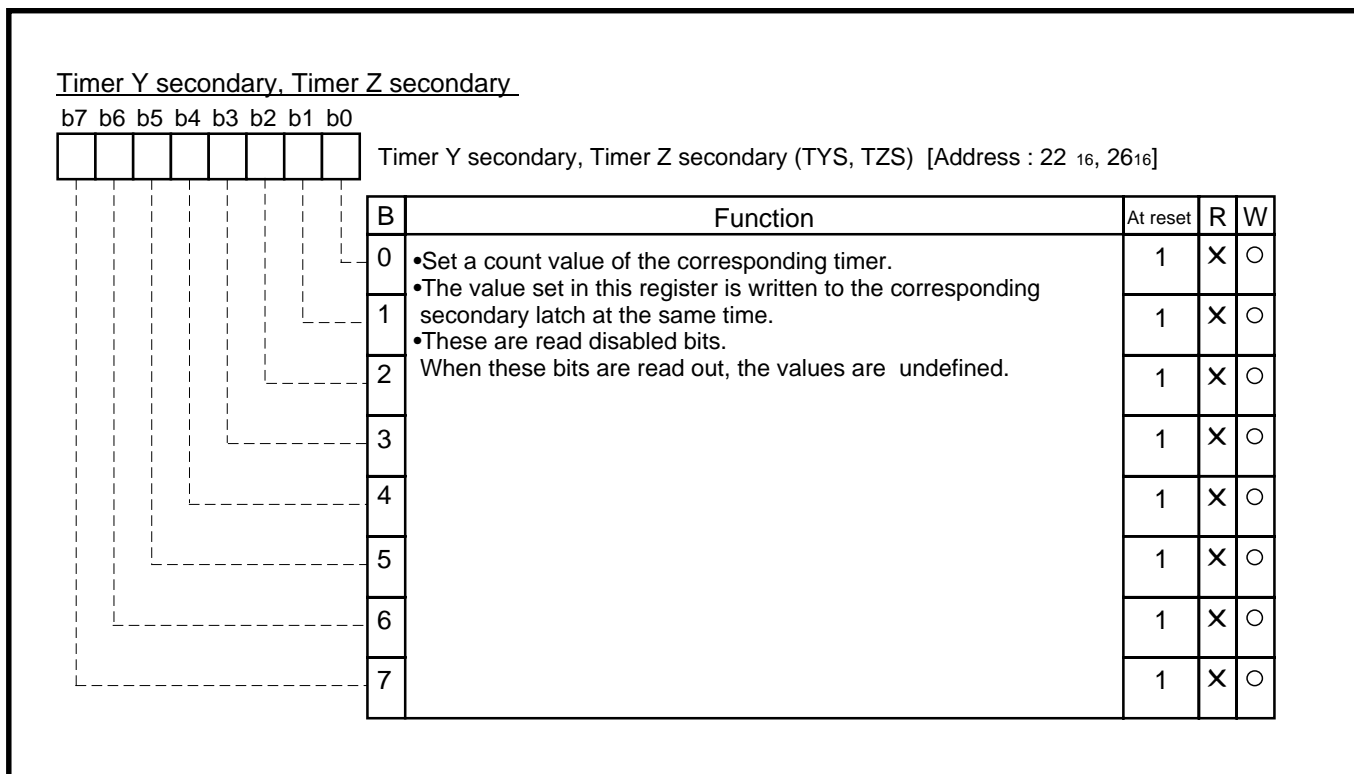 Timer Y secondary, Timer Z secondary
b7 b6 b5 b4 b3 b2 b1 b0
Timer Y secondary, Timer Z secondary (TYS, TZS) [Address : 22 16, 2616]
B Function At reset R W
0 •Set a count value of the corresponding timer. 1 X ○
•The value set in this register is written to the corresponding
1 secondary latch at the same time. 1 X ○
•These are read disabled bits.
2 When these bits are read out, the values are undefined. 1 X ○
3 1 X ○
4 1 X ○
5 1 X ○
6 1 X ○
7 1 X ○